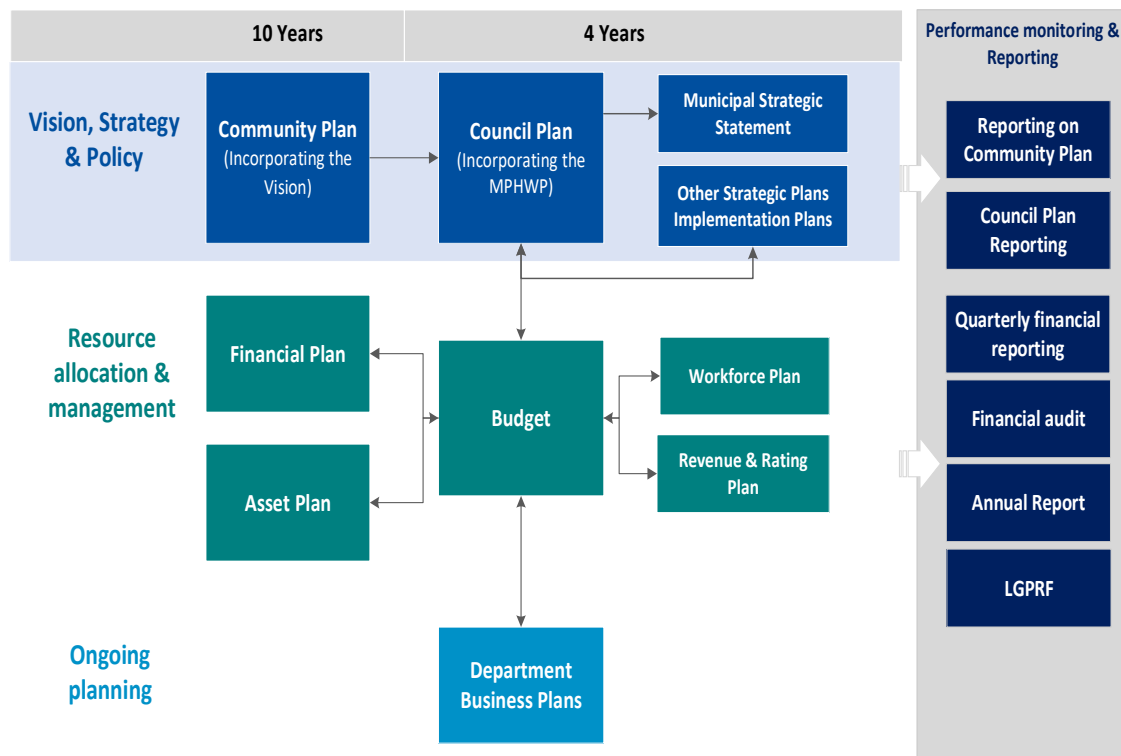 10 Years
4 Years
Performance monitoring &
Reporting
Vision, Strategy
& Policy
Community Plan
(Incorporating the
Vision)
Council Plan
(Incorporating the
MPHWP)
Municipal Strategic
Statement
Other Strategic Plans
Implementation Plans
Reporting on
Community Plan
Council Plan
Reporting
Resource
allocation &
management
Financial Plan
Asset Plan
Budget
Workforce Plan
Revenue & Rating
Plan
Quarterly financial
reporting
Financial audit
Annual Report
LGPRF
Ongoing
planning
Department
Business Plans